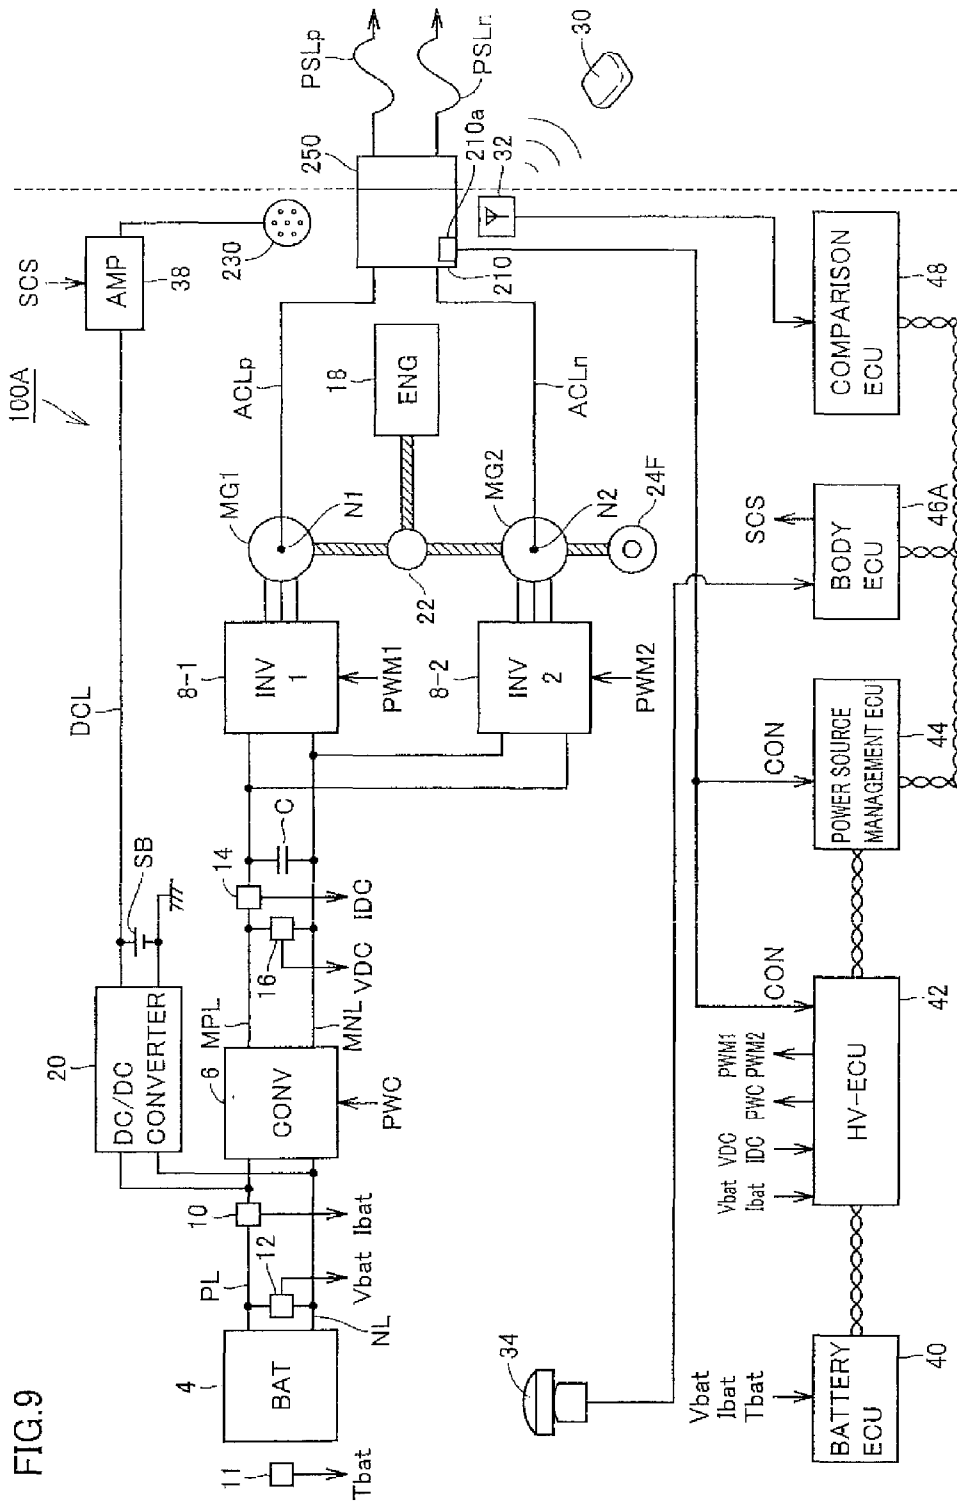 FIG.9
100A
SCS
AMP
38
230
DCL
SB
20
DC/DC
CONVERTER
PSLp
PSLn
250
210a
210
32
30
ACLp
ACLn
18
ENG
MG1
N1
22
MG2
N2
24F
8-1
INV
1
PWM1
8-2
INV
2
PWM2
C
14
IDC
16
VDC
MPL
MNL
6
CONV
PWC
10
Ibat
12
Vbat
PL
NL
4
BAT
11
Tbat
34
Vbat
Ibat
Tbat
BATTERY
ECU
40
Vbat VDC
Ibat IDC
PWC PWM1
PWM2
CON
HV-ECU
42
CON
POWER SOURCE
MANAGEMENT ECU
44
SCS
BODY
ECU
46A
COMPARISON
ECU
48